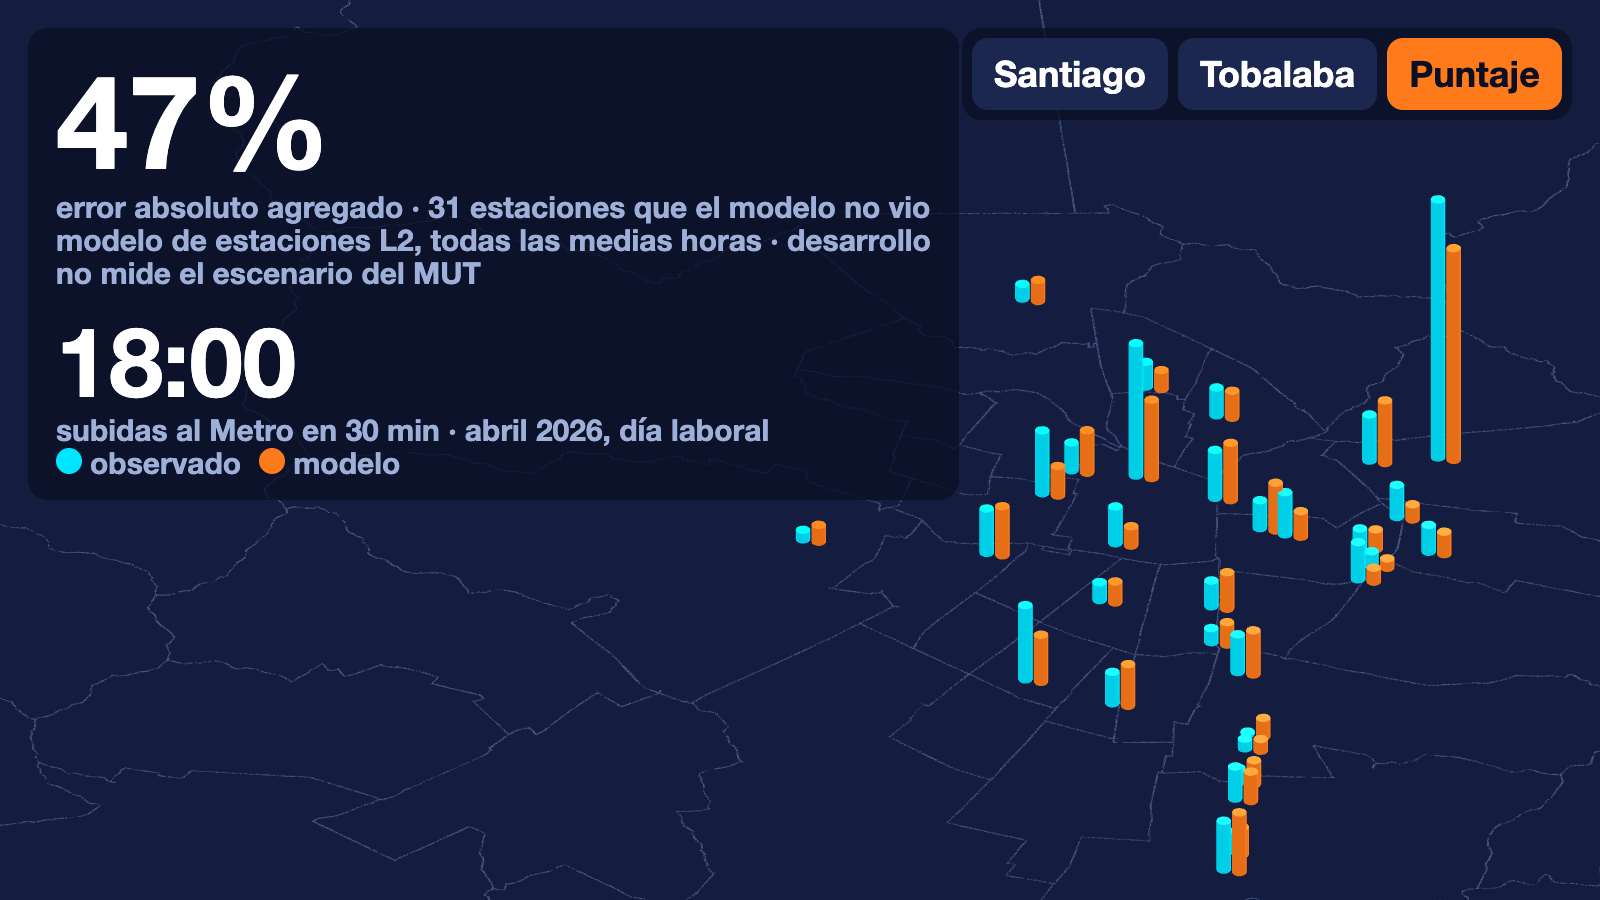 47%
error absoluto agregado · 31 estaciones que el modelo no vio
modelo de estaciones L2, todas las medias horas · desarrollo
no mide el escenario del MUT
18:00
subidas al Metro en 30 min · abril 2026, día laboral
observado modelo
Santiago Tobalaba Puntaje